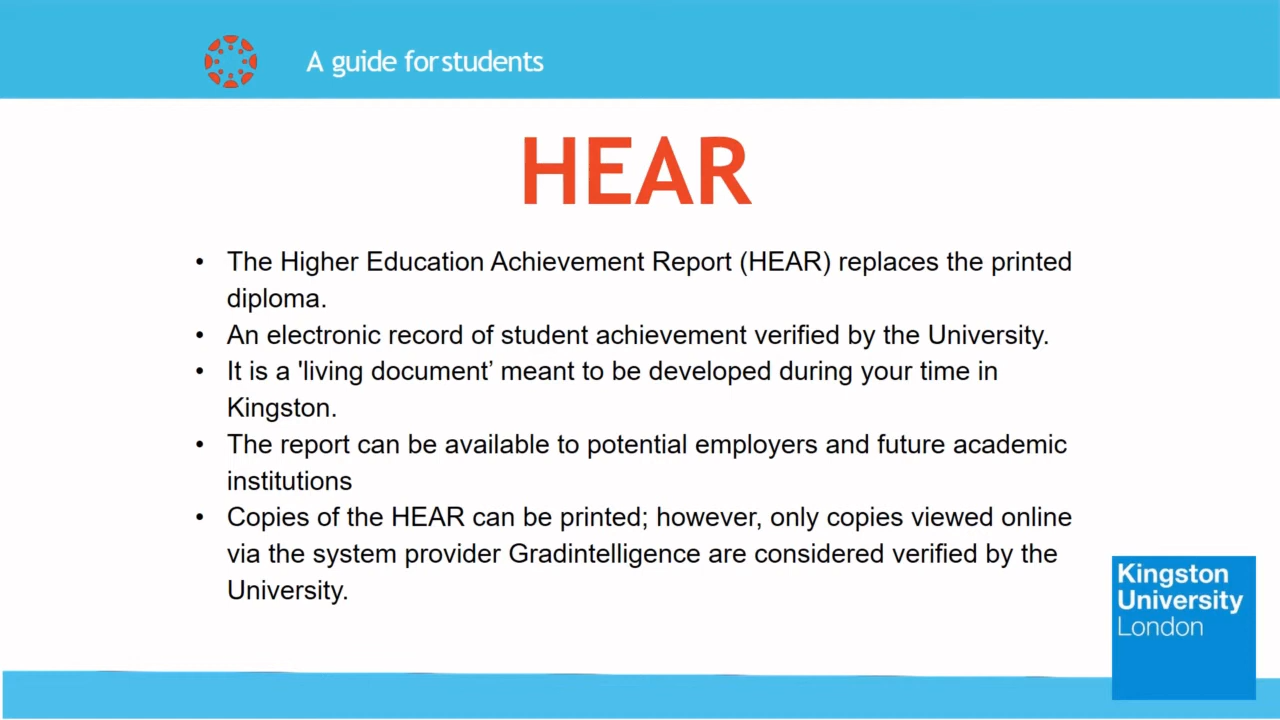 A guide for students
HEAR
• The Higher Education Achievement Report (HEAR) replaces the printed
diploma.
• An electronic record of student achievement verified by the University.
• It is a 'living document’ meant to be developed during your time in
Kingston.
• The report can be available to potential employers and future academic
institutions
• Copies of the HEAR can be printed; however, only copies viewed online
via the system provider Gradintelligence are considered verified by the
University.
Kingston
University
London